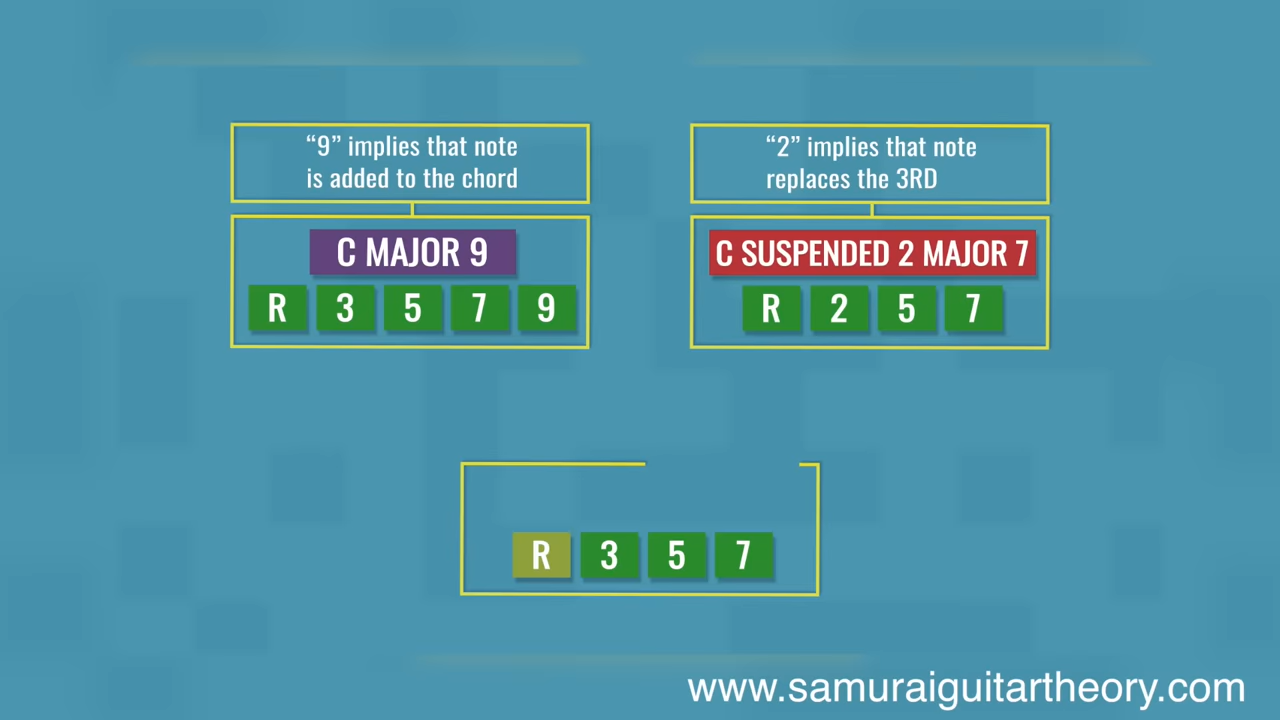 “9” implies that note
is added to the chord
C MAJOR 9
R 3 5 7 9
“2” implies that note
replaces the 3RD
C SUSPENDED 2 MAJOR 7
R 2 5 7
R 3 5 7
www.samuraiguitartheory.com